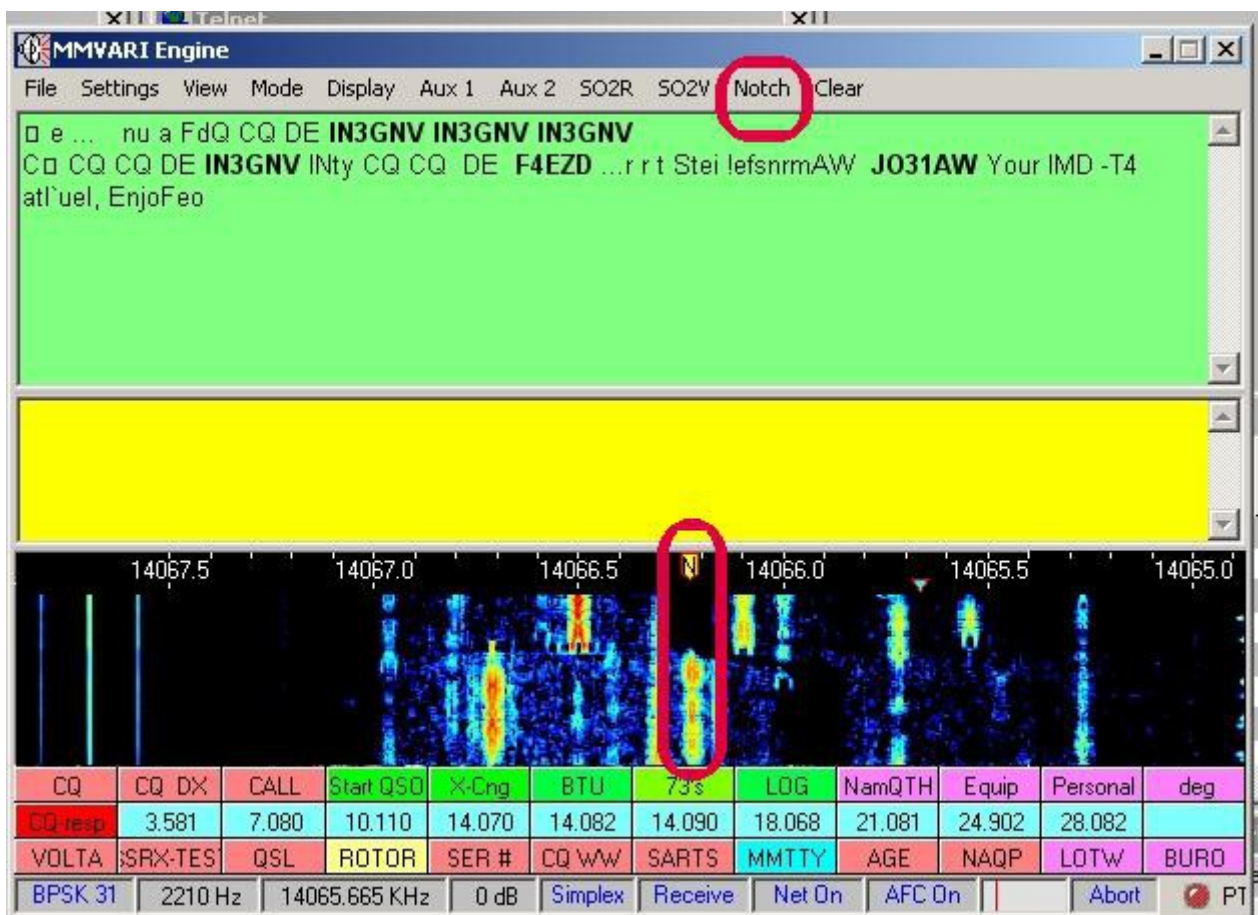 Telnet
MMVARI Engine
File Settings View Mode Display Aux 1 Aux 2 SO2R SO2V Notch Clear
e ... nu a FdQ CQ DE IN3GNV IN3GNV IN3GNV
C□ CQ CQ DE IN3GNV INty CQ CQ DE F4EZD ...r r t Stei !efsnrmAW JO31AW Your IMD -T4
atl`uel, EnjoFeo
14067.5 14067.0 14066.5 N 14066.0 14065.5 14065.0
CQ CQ DX CALL Start QSO X-Cng BTU 73's LOG NamQTH Equip Personal deg
CQ-resp 3.581 7.080 10.110 14.070 14.082 14.090 18.068 21.081 24.902 28.082
VOLTA SSRX-TES QSL ROTOR SER # CQ WW SARTS MMTTY AGE NAQP LOTW BURO
BPSK 31 2210 Hz 14065.665 KHz 0 dB Simplex Receive Net On AFC On Abort PT